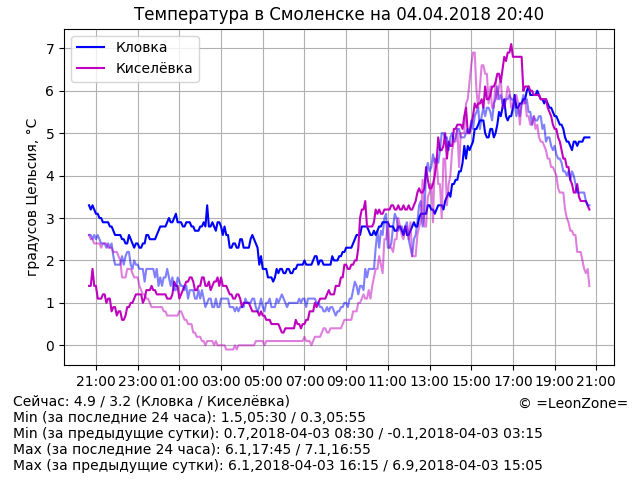 Температура в Смоленске на 04.04.2018 20:40
Кловка
Киселёвка
градусов Цельсия, °C
7
6
5
4
3
2
1
0
21:00 23:00 01:00 03:00 05:00 07:00 09:00 11:00 13:00 15:00 17:00 19:00 21:00
Сейчас: 4.9 / 3.2 (Кловка / Киселёвка)
© =LeonZone=
Min (за последние 24 часа): 1.5,05:30 / 0.3,05:55
Min (за предыдущие сутки): 0.7,2018-04-03 08:30 / -0.1,2018-04-03 03:15
Max (за последние 24 часа): 6.1,17:45 / 7.1,16:55
Max (за предыдущие сутки): 6.1,2018-04-03 16:15 / 6.9,2018-04-03 15:05